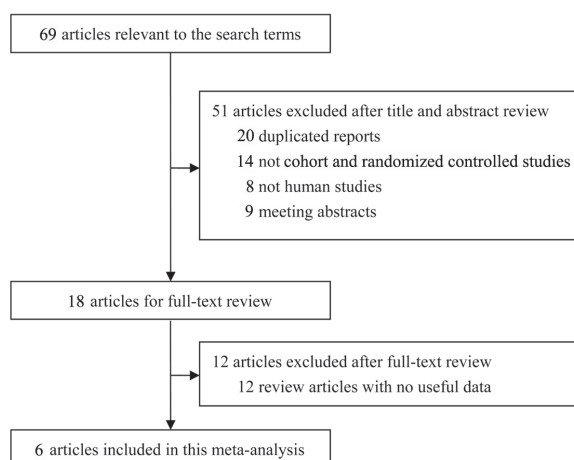 69 articles relevant to the search terms
51 articles excluded after title and abstract review
20 duplicated reports
14 not cohort and randomized controlled studies
8 not human studies
9 meeting abstracts
18 articles for full-text review
12 articles excluded after full-text review
12 review articles with no useful data
6 articles included in this meta-analysis